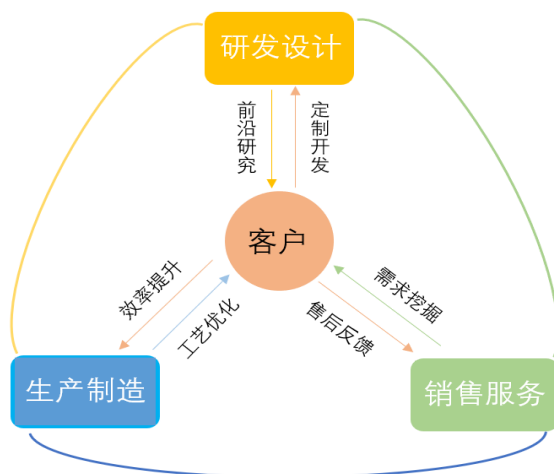 研发设计
前沿研究
定制开发
客户
效率提升
工艺优化
需求挖掘
售后反馈
生产制造
销售服务